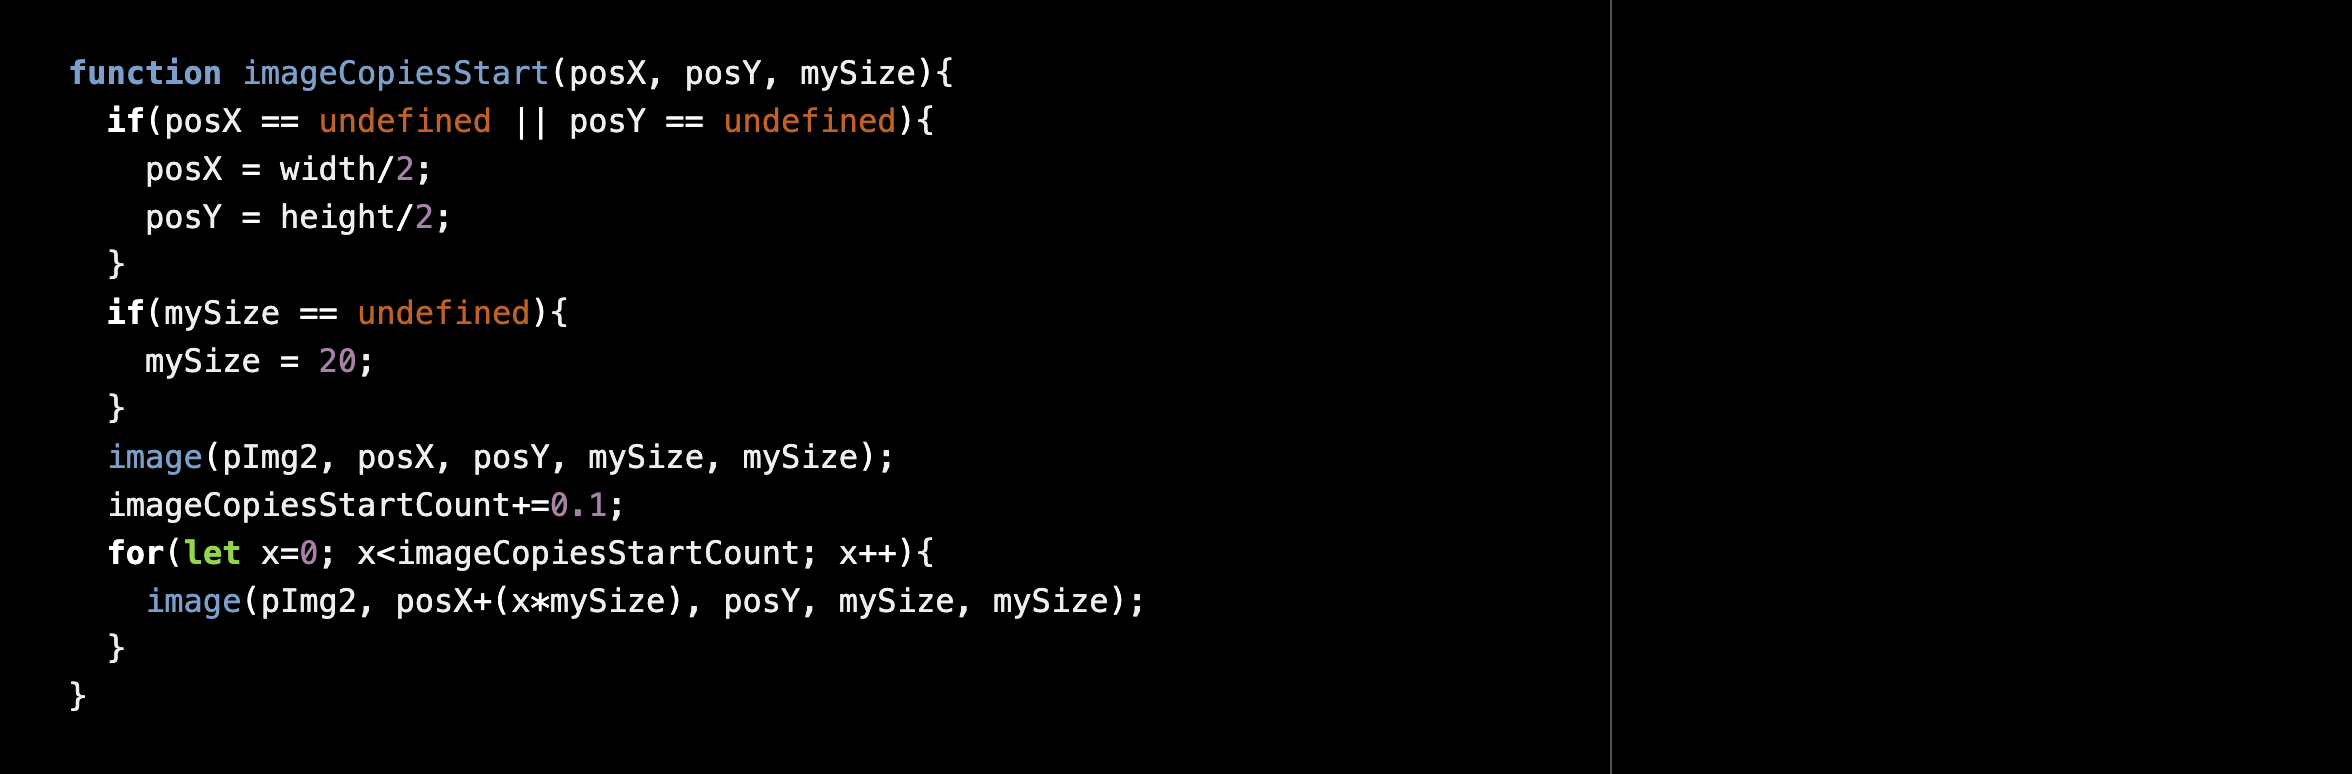 function imageCopiesStart(posX, posY, mySize){
  if(posX == undefined || posY == undefined){
    posX = width/2;
    posY = height/2;
  }
  if(mySize == undefined){
    mySize = 20;
  }
  image(pImg2, posX, posY, mySize, mySize);
  imageCopiesStartCount+=0.1;
  for(let x=0; x<imageCopiesStartCount; x++){
    image(pImg2, posX+(x*mySize), posY, mySize, mySize);
  }
}